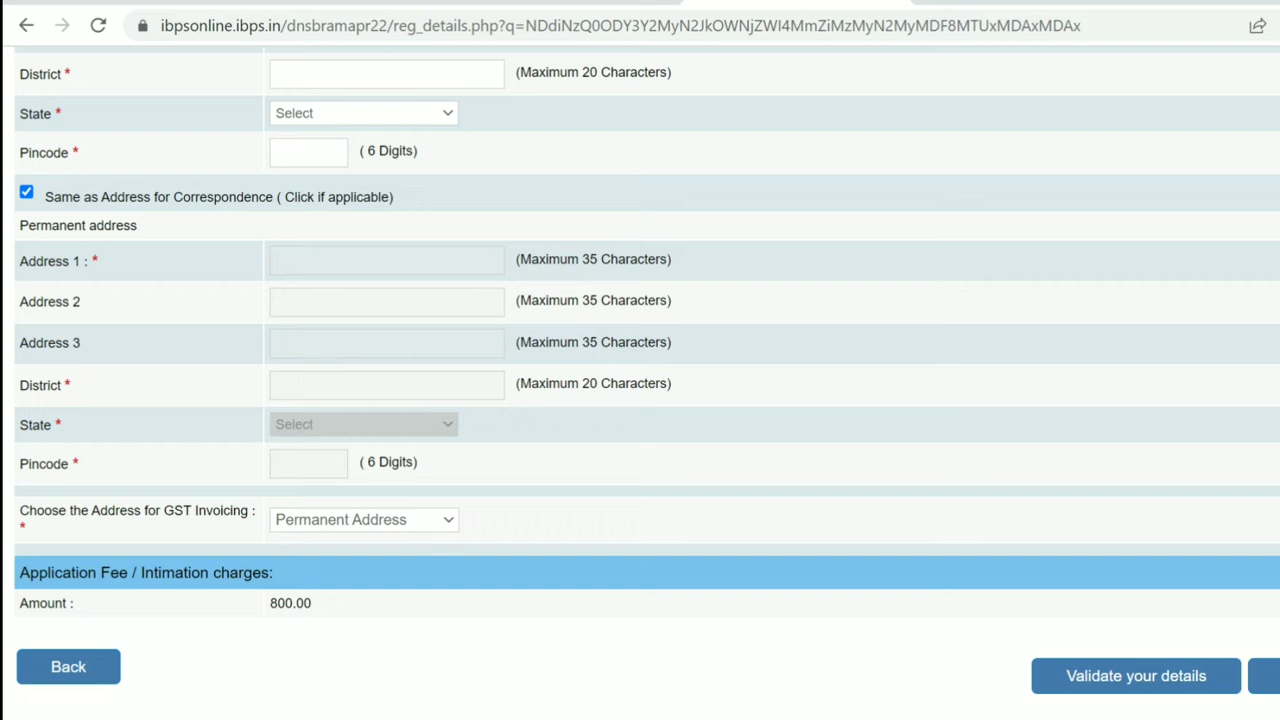 ibpsonline.ibps.in/dnsbramapr22/reg_details.php?q=NDdiNzQ0ODY3Y2MyN2JkOWNjZWI4MmZiMzMyN2MyMDF8MTUxMDAxMDAx
District * (Maximum 20 Characters)
State * Select
Pincode * ( 6 Digits)
Same as Address for Correspondence ( Click if applicable)
Permanent address
Address 1 : * (Maximum 35 Characters)
Address 2 (Maximum 35 Characters)
Address 3 (Maximum 35 Characters)
District * (Maximum 20 Characters)
State * Select
Pincode * ( 6 Digits)
Choose the Address for GST Invoicing :
* Permanent Address
Application Fee / Intimation charges:
Amount : 800.00
Back Validate your details